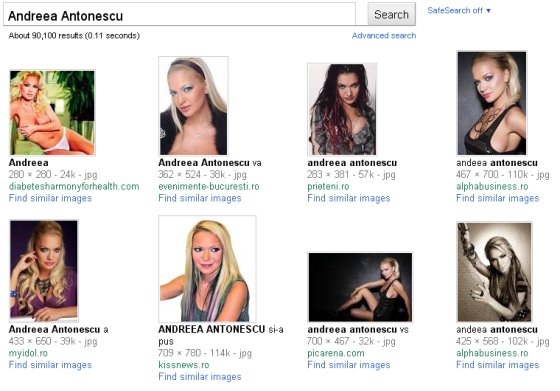 Andreea Antonescu
Search
SafeSearch off ▼
About 90,100 results (0.11 seconds)
Advanced search
Andreea
280 × 280 - 24k - jpg
diabetesharmonyforhealth.com
Find similar images
Andreea Antonescu va
362 × 524 - 38k - jpg
evenimente-bucuresti.ro
Find similar images
andreea antonescu
283 × 381 - 57k - jpg
prieteni.ro
Find similar images
andeea antonescu
467 × 700 - 110k - jpg
alphabusiness.ro
Find similar images
Andreea Antonescu a
433 × 650 - 39k - jpg
myidol.ro
Find similar images
ANDREEA ANTONESCU si-a
pus
709 × 780 - 114k - jpg
kissnews.ro
Find similar images
andreea antonescu vs
700 × 467 - 32k - jpg
picarena.com
Find similar images
andeea antonescu
425 × 568 - 102k - jpg
alphabusiness.ro
Find similar images